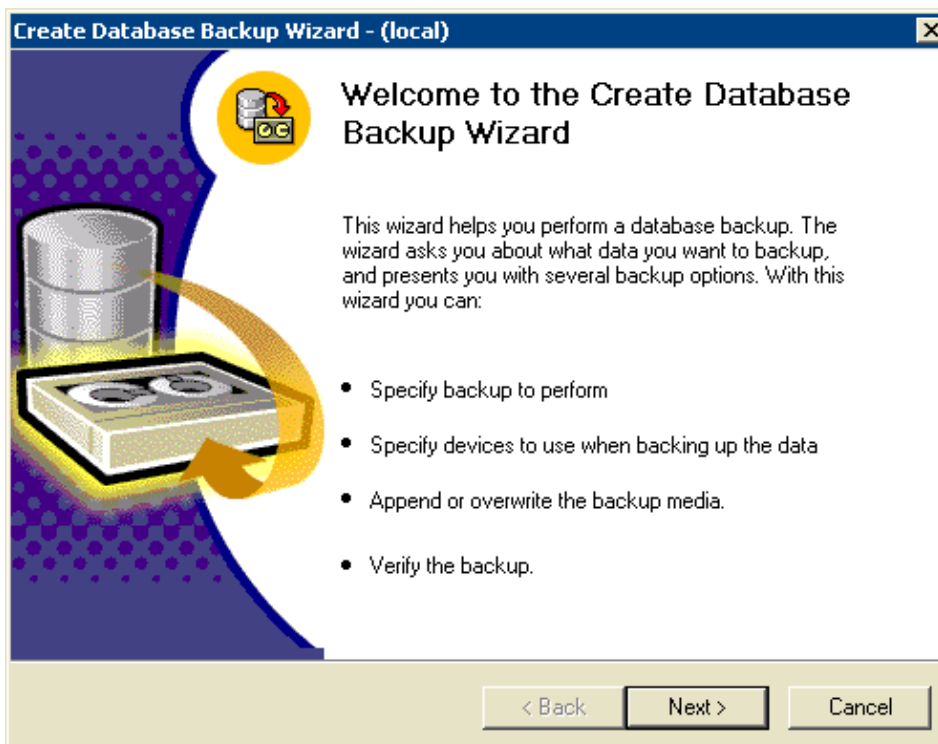 Create Database Backup Wizard - (local)
Welcome to the Create Database
Backup Wizard
This wizard helps you perform a database backup. The
wizard asks you about what data you want to backup,
and presents you with several backup options. With this
wizard you can:
• Specify backup to perform
• Specify devices to use when backing up the data
• Append or overwrite the backup media.
• Verify the backup.
< Back
Next >
Cancel